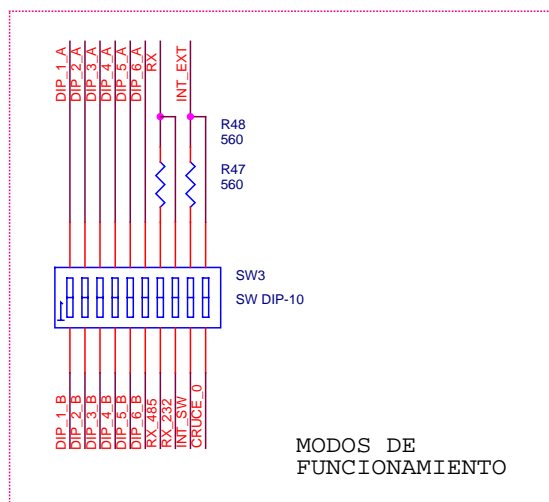 DIP_1_A
DIP_2_A
DIP_3_A
DIP_4_A
DIP_5_A
DIP_6_A
RX
INT_EXT
R48
560
R47
560
SW3
SW DIP-10
DIP_1_B
DIP_2_B
DIP_3_B
DIP_4_B
DIP_5_B
DIP_6_B
RX_485
RX_232
INT_SW
CRUCE_0
MODOS DE
FUNCIONAMIENTO